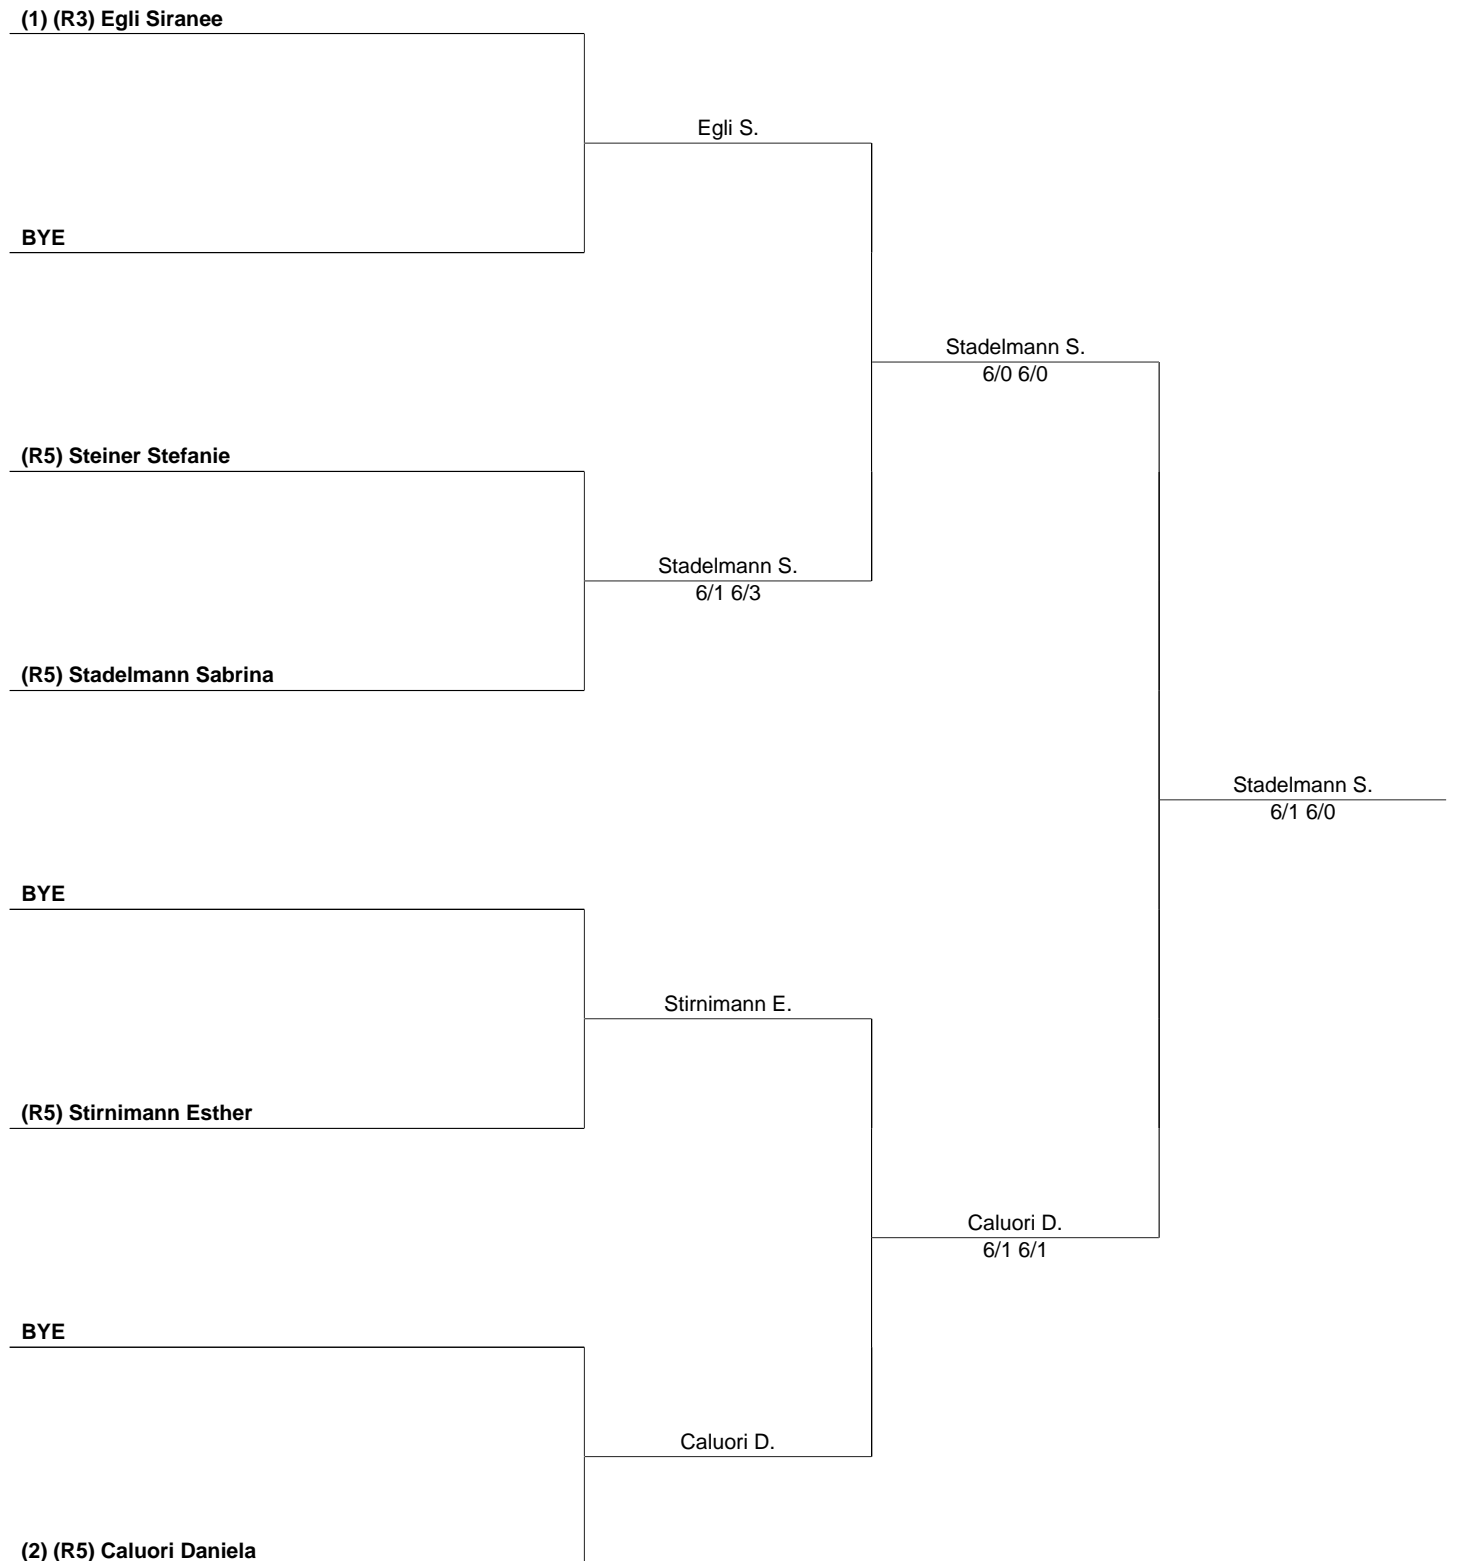 (1) (R3) Egli Siranee
Egli S.
BYE
Stadelmann S.
6/0 6/0
(R5) Steiner Stefanie
Stadelmann S.
6/1 6/3
(R5) Stadelmann Sabrina
Stadelmann S.
6/1 6/0
BYE
Stirnimann E.
(R5) Stirnimann Esther
Caluori D.
6/1 6/1
BYE
Caluori D.
(2) (R5) Caluori Daniela